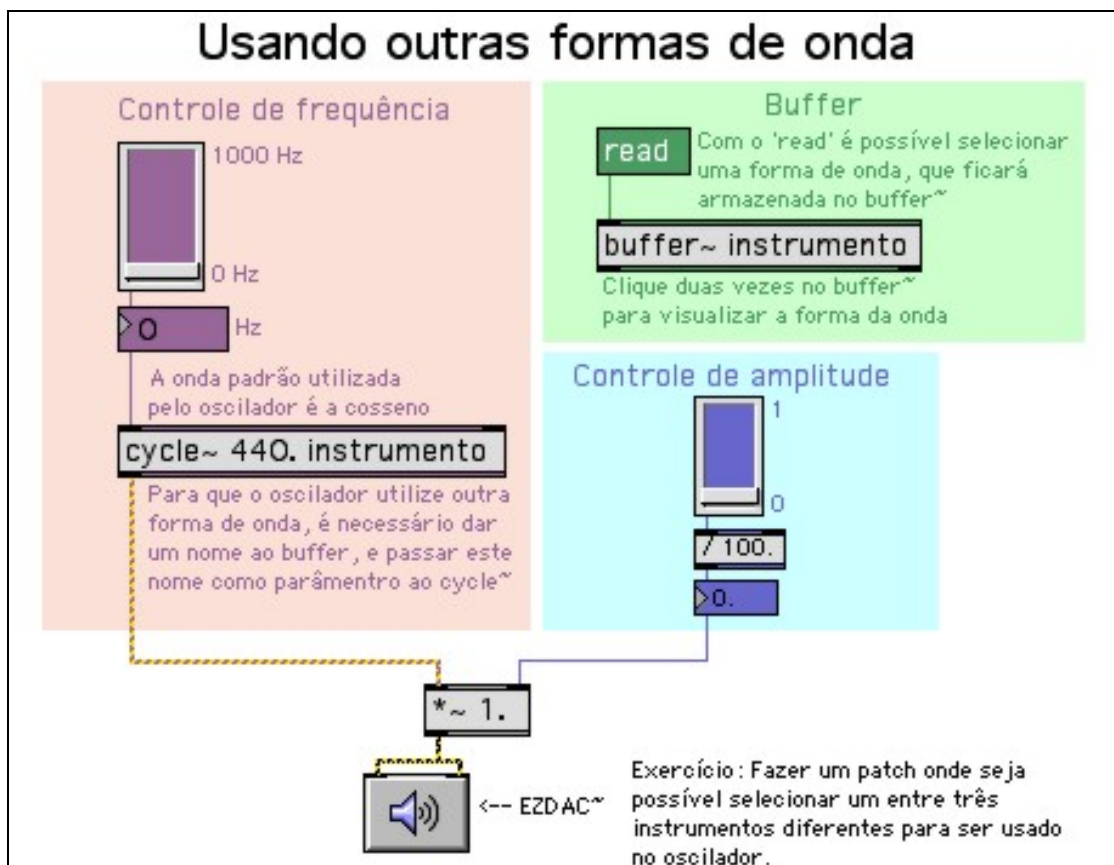 Usando outras formas de onda
Controle de frequência
1000 Hz
0 Hz
0
Hz
A onda padrão utilizada
pelo oscilador é a cosseno
cycle~ 440. instrumento
Para que o oscilador utilize outra
forma de onda, é necessário dar
um nome ao buffer, e passar este
nome como parâmentro ao cycle~
Buffer
read
Com o 'read' é possível selecionar
uma forma de onda, que ficará
armazenada no buffer~
buffer~ instrumento
Clique duas vezes no buffer~
para visualizar a forma da onda
Controle de amplitude
1
0
/ 100.
0.
*~ 1.
<-- EZDAC~
Exercício: Fazer um patch onde seja
possível selecionar um entre três
instrumentos diferentes para ser usado
no oscilador.